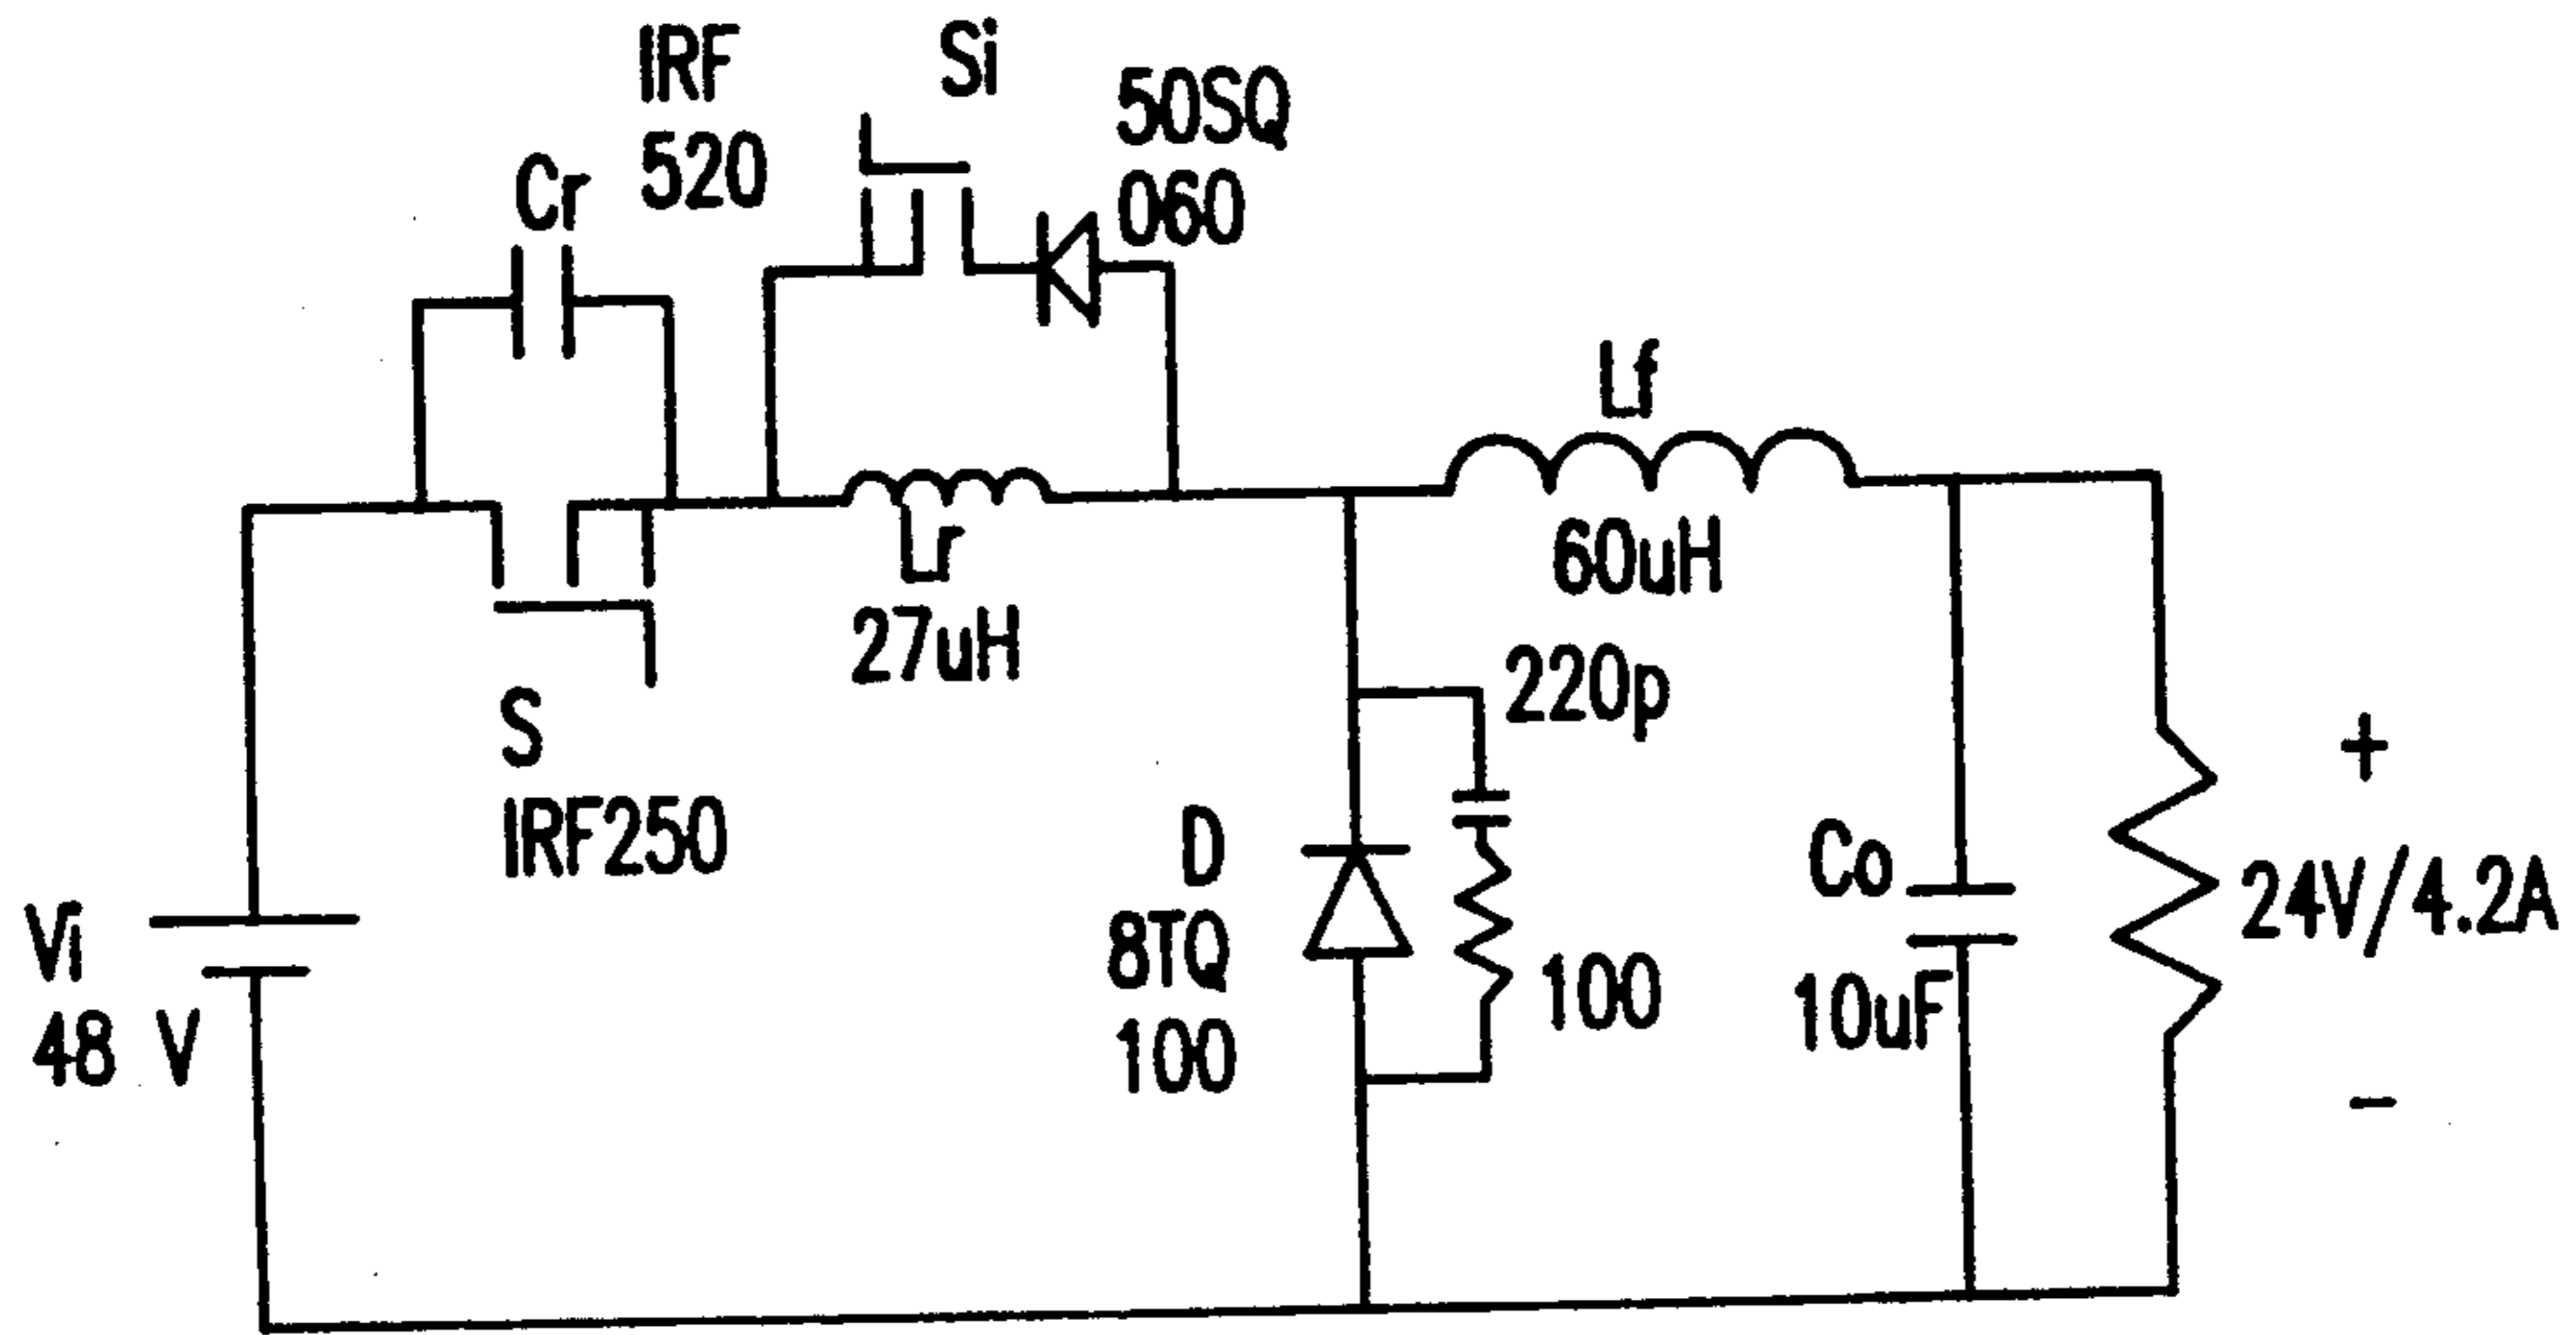 IRF
520
Si
50SQ
060
Cr
Lf
60uH
Lr
27uH
S
IRF250
220p
D
8TQ
100
100
Co
10uF
+
24V/4.2A
-
Vi
48 V